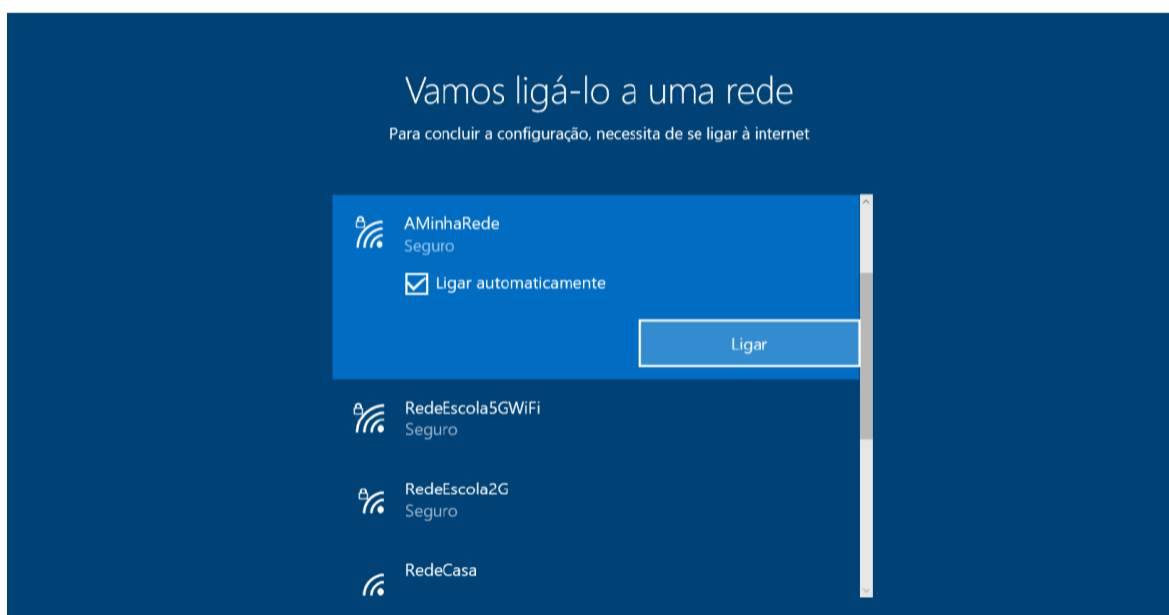 Vamos ligá-lo a uma rede
Para concluir a configuração, necessita de se ligar à internet
AMinhaRede
Seguro
Ligar automaticamente
Ligar
RedeEscola5GWiFi
Seguro
RedeEscola2G
Seguro
RedeCasa